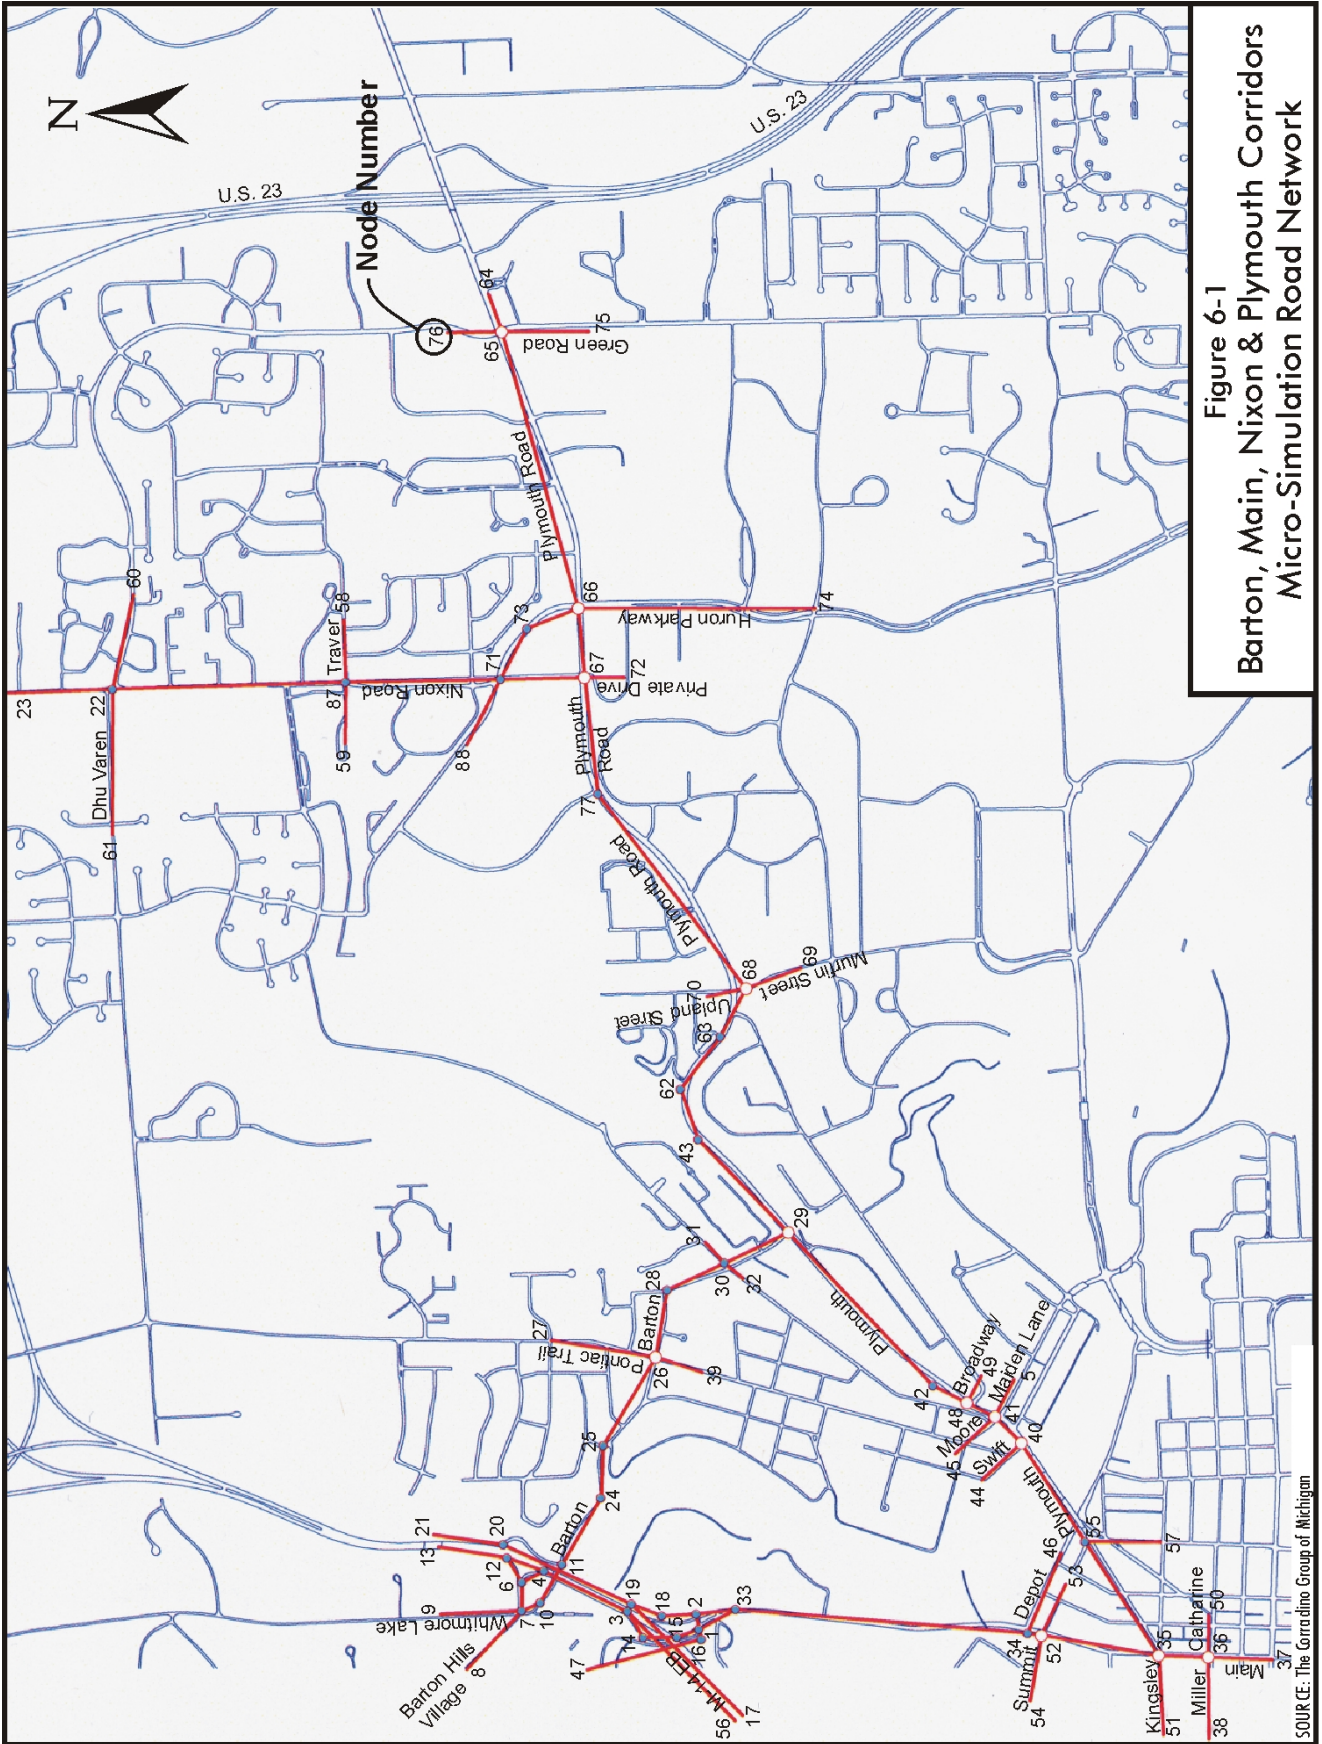 N
Node Number
U.S. 23
U.S. 23
23
22
60
61
Dhu Varen
87
Traver
58
59
Nixon Road
88
71
73
66
67
72
Private Drive
Huron Parkway
74
Plymouth Road
76
65
64
75
Green Road
Plymouth
Road
77
Plymouth Road
68
69
Murfin Street
70
Upland Street
63
62
43
29
31
30
32
28
Barton
27
Pontiac Trail
26
39
25
24
Barton
Plymouth
42
48
Broadway
49
Maiden Lane
5
41
Moore
45
Swift
44
40
Plymouth
55
57
46
Depot
53
21
13
20
12
6
4
11
9
7
10
Whitmore Lake
Barton Hills
Village
8
3
19
18
14
15
2
33
16
1
47
M-14 EB
56
17
34
52
Summit
54
35
Kingsley
51
Catharine
50
36
Miller
38
Main
37
Figure 6-1
Barton, Main, Nixon & Plymouth Corridors
Micro-Simulation Road Network
SOURCE: The Corradino Group of Michigan